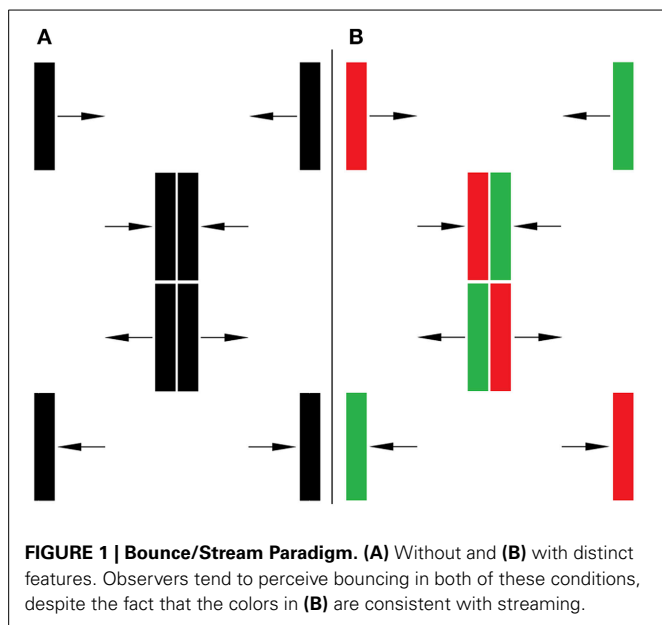 A
B
FIGURE 1 | Bounce/Stream Paradigm. (A) Without and (B) with distinct
features. Observers tend to perceive bouncing in both of these conditions,
despite the fact that the colors in (B) are consistent with streaming.